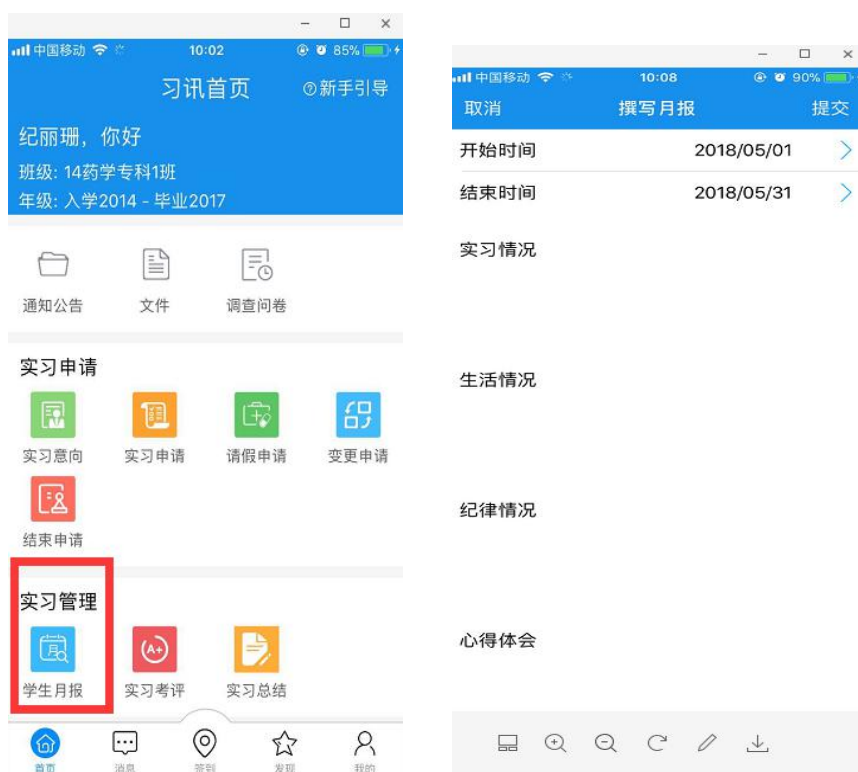 中国移动 10:02 85%
习讯首页 新手引导
纪丽珊，你好
班级: 14药学专科1班
年级: 入学2014 - 毕业2017
通知公告 文件 调查问卷
实习申请
实习意向 实习申请 请假申请 变更申请
结束申请
实习管理
月 A+
学生月报 实习考评 实习总结
首页 消息 签到 发现 我的
中国移动 10:08 90%
取消 撰写月报 提交
开始时间 2018/05/01
结束时间 2018/05/31
实习情况
生活情况
纪律情况
心得体会